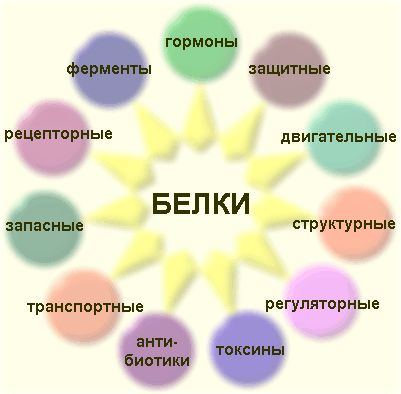 гормоны
ферменты
защитные
рецепторные
двигательные
БЕЛКИ
запасные
структурные
транспортные
регуляторные
анти-
биотики
токсины